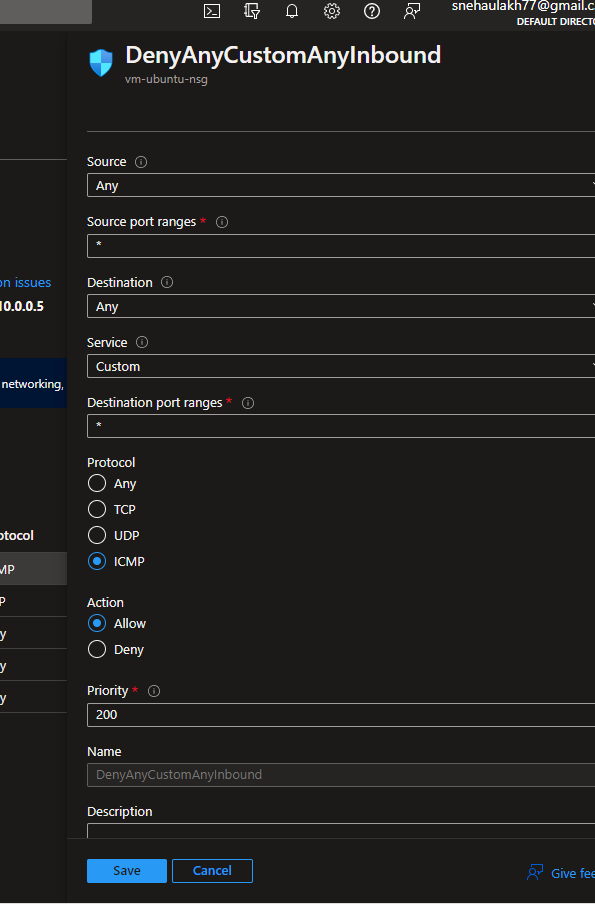 snehaulakh77@gmail.c
DEFAULT DIRECTO
DenyAnyCustomAnyInbound
vm-ubuntu-nsg
Source
Any
Source port ranges *
*
on issues
Destination
10.0.0.5
Any
Service
Custom
networking,
Destination port ranges *
*
Protocol
Any
TCP
otocol
UDP
MP
ICMP
P
Action
y
Allow
Deny
y
Priority *
y
200
Name
DenyAnyCustomAnyInbound
Description
Save
Cancel
Give fee